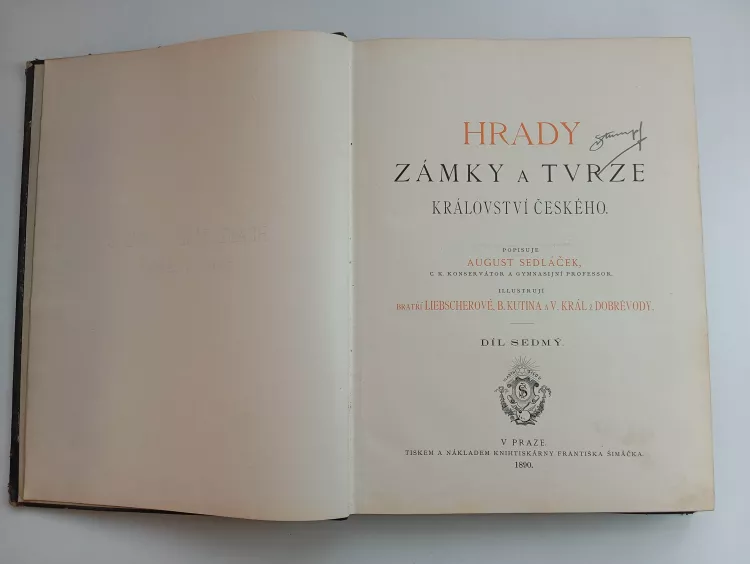 HRADY
ZÁMKY A TVRZE
KRÁLOVSTVÍ ČESKÉHO.
POPISUJE
AUGUST SEDLÁČEK,
C. K. KONSERVÁTOR A GYMNASIJNÍ PROFESSOR.
ILLUSTRUJÍ
BRATŘÍ LIEBSCHEROVÉ, B. KUTINA A V. KRÁL Z DOBRÉVODY.
DÍL SEDMÝ.
V PRAZE.
TISKEM A NÁKLADEM KNIHTISKÁRNY FRANTIŠKA ŠIMÁČKA.
1890.